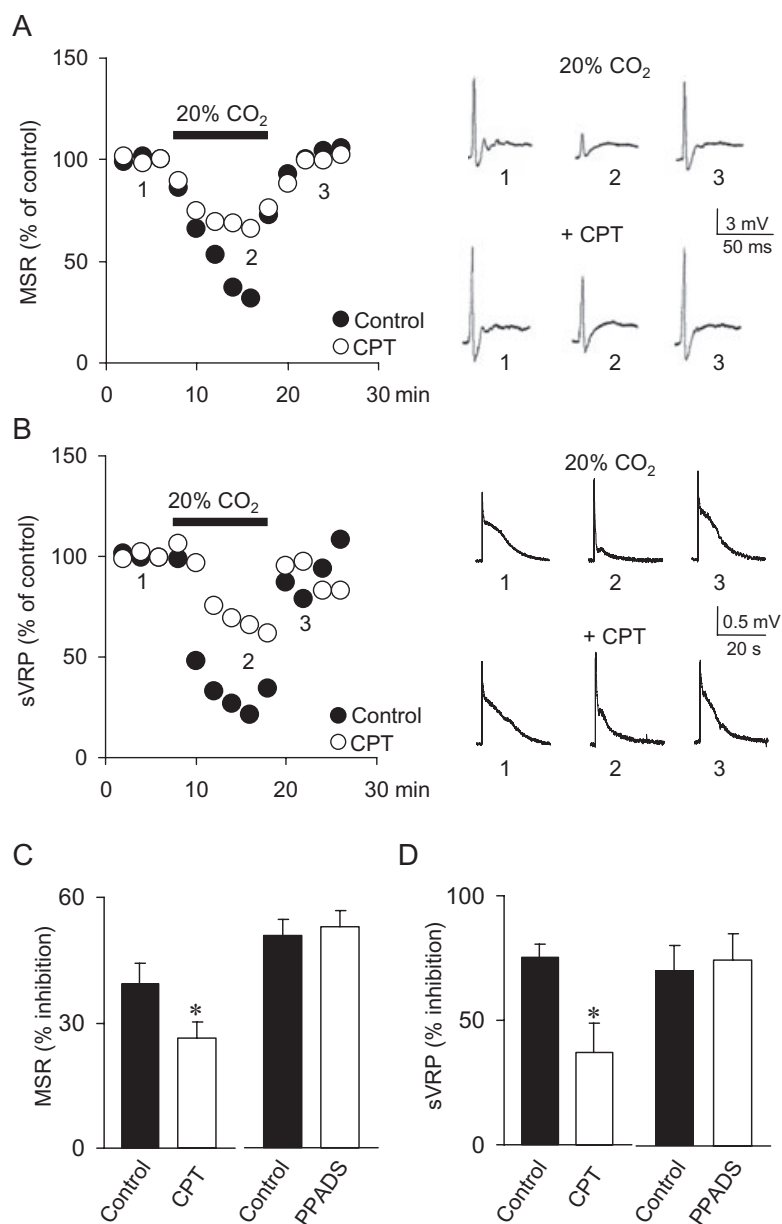 A
150
100
50
0
MSR (% of control)
20% CO₂
1
2
3
Control
CPT
0
10
20
30 min
20% CO₂
1
2
3
+ CPT
3 mV
50 ms
1
2
3
B
150
100
50
0
sVRP (% of control)
20% CO₂
1
2
3
Control
CPT
0
10
20
30 min
20% CO₂
1
2
3
+ CPT
0.5 mV
20 s
1
2
3
C
60
30
0
MSR (% inhibition)
*
Control
CPT
Control
PPADS
D
100
50
0
sVRP (% inhibition)
*
Control
CPT
Control
PPADS